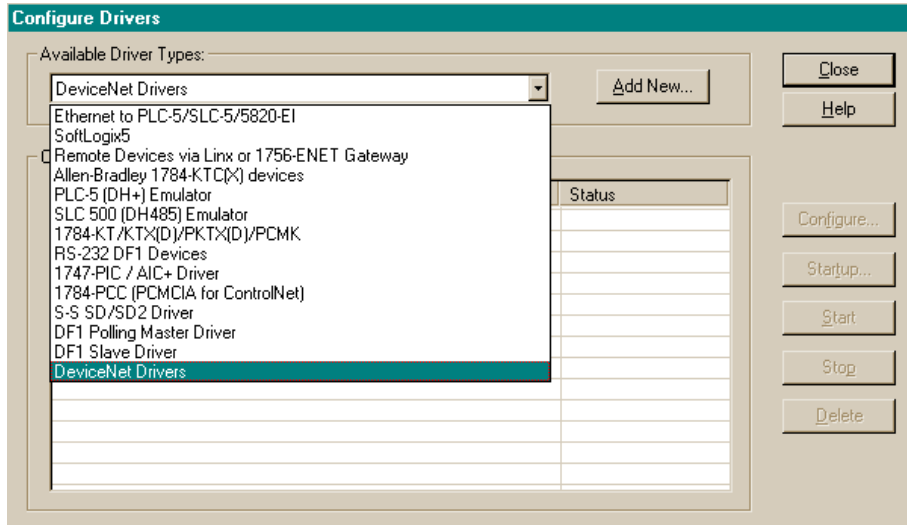 Configure Drivers
Available Driver Types:
DeviceNet Drivers
Add New...
Close
Help
Ethernet to PLC-5/SLC-5/5820-EI
SoftLogix5
Remote Devices via Linx or 1756-ENET Gateway
Allen-Bradley 1784-KTC(X) devices
PLC-5 (DH+) Emulator
SLC 500 (DH485) Emulator
1784-KT/KTX(D)/PKTX(D)/PCMK
RS-232 DF1 Devices
1747-PIC / AIC+ Driver
1784-PCC (PCMCIA for ControlNet)
S-S SD/SD2 Driver
DF1 Polling Master Driver
DF1 Slave Driver
DeviceNet Drivers
Status
Configure...
Startup...
Start
Stop
Delete